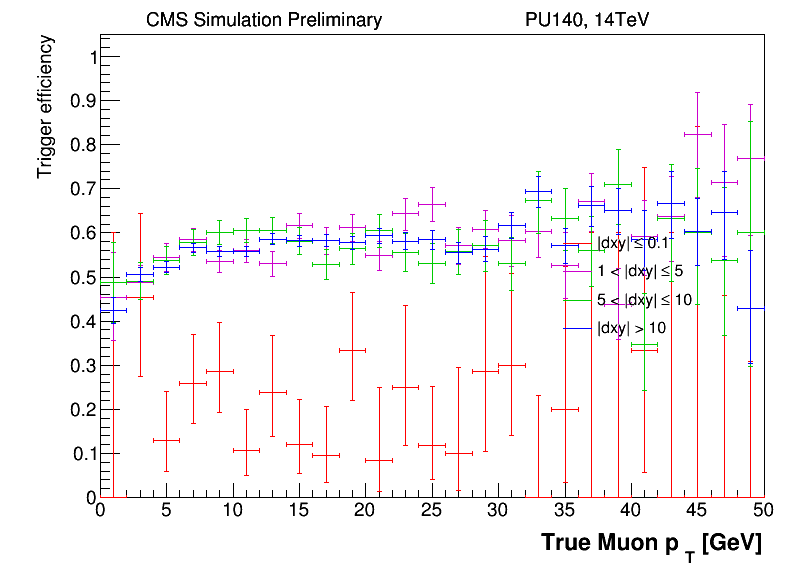 CMS Simulation Preliminary
PU140, 14TeV
Trigger efficiency
1
0.9
0.8
0.7
0.6
0.5
0.4
0.3
0.2
0.1
0
|dxy| ≤ 0.1
1 < |dxy| ≤ 5
5 < |dxy| ≤ 10
|dxy| > 10
0 5 10 15 20 25 30 35 40 45 50
True Muon p T [GeV]